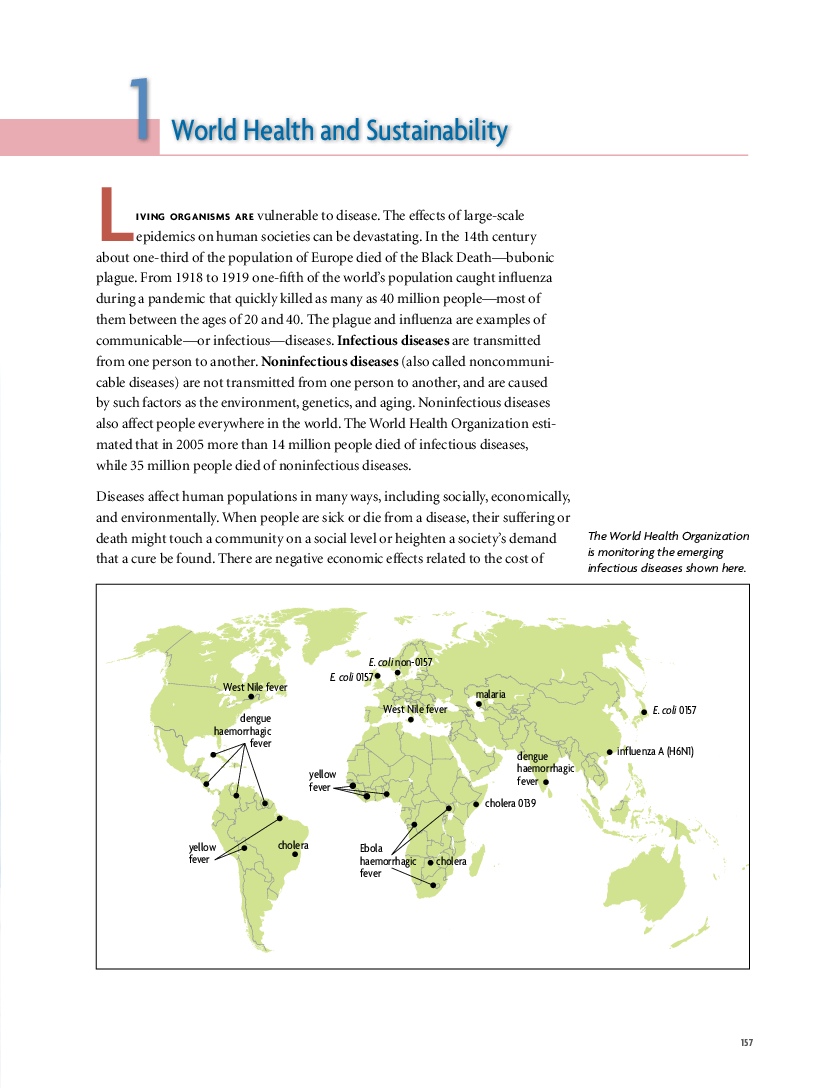 1 World Health and Sustainability
LIVING ORGANISMS ARE vulnerable to disease. The effects of large-scale
epidemics on human societies can be devastating. In the 14th century
about one-third of the population of Europe died of the Black Death—bubonic
plague. From 1918 to 1919 one-fifth of the world's population caught influenza
during a pandemic that quickly killed as many as 40 million people—most of
them between the ages of 20 and 40. The plague and influenza are examples of
communicable—or infectious—diseases. Infectious diseases are transmitted
from one person to another. Noninfectious diseases (also called noncommuni-
cable diseases) are not transmitted from one person to another, and are caused
by such factors as the environment, genetics, and aging. Noninfectious diseases
also affect people everywhere in the world. The World Health Organization esti-
mated that in 2005 more than 14 million people died of infectious diseases,
while 35 million people died of noninfectious diseases.
Diseases affect human populations in many ways, including socially, economically,
and environmentally. When people are sick or die from a disease, their suffering or
death might touch a community on a social level or heighten a society's demand
that a cure be found. There are negative economic effects related to the cost of
The World Health Organization
is monitoring the emerging
infectious diseases shown here.
E. coli non-0157
E. coli 0157
West Nile fever
malaria
West Nile fever
E. coli 0157
dengue
haemorrhagic
fever
influenza A (H6N1)
dengue
haemorrhagic
fever
yellow
fever
cholera 0139
yellow
fever
cholera
Ebola
haemorrhagic
fever
cholera
157